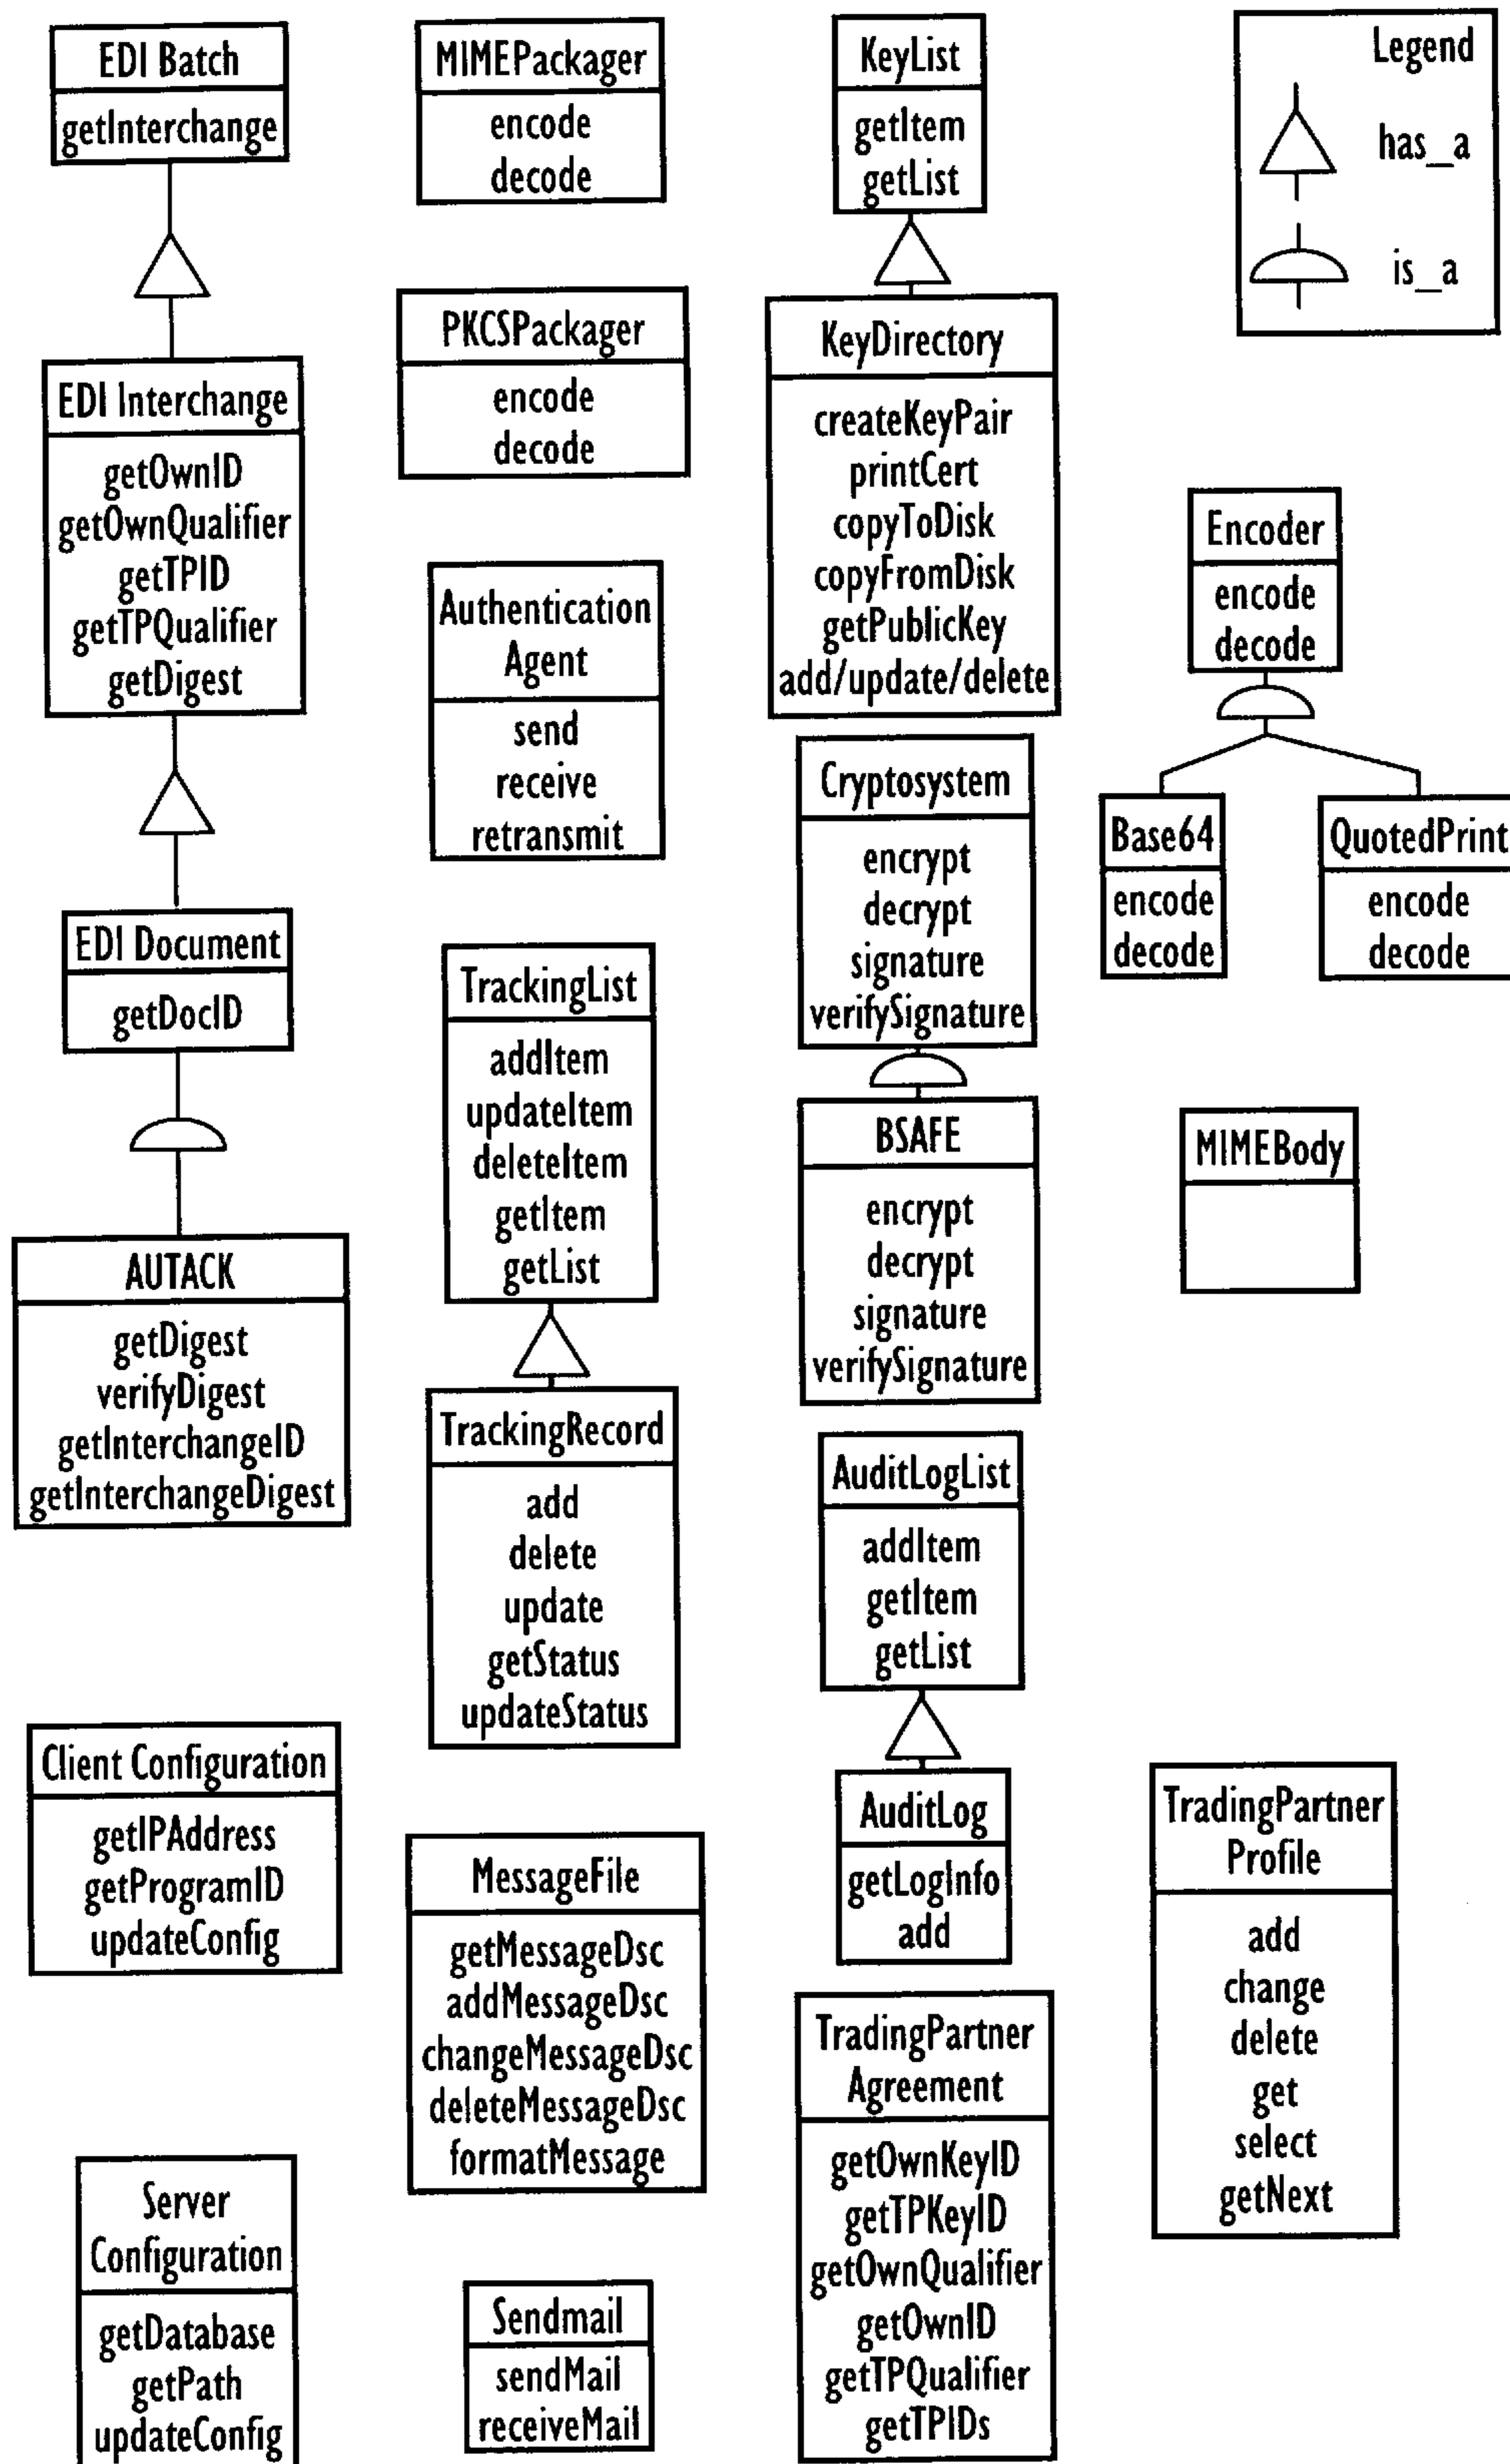 EDI Batch
getInterchange
EDI Interchange
getOwnID
getOwnQualifier
getTPID
getTPQualifier
getDigest
EDI Document
getDocID
AUTACK
getDigest
verifyDigest
getInterchangeID
getInterchangeDigest
Client Configuration
getIPAddress
getProgramID
updateConfig
Server
Configuration
getDatabase
getPath
updateConfig
MIMEPackager
encode
decode
PKCSPackager
encode
decode
Authentication
Agent
send
receive
retransmit
TrackingList
addItem
updateItem
deleteItem
getItem
getList
TrackingRecord
add
delete
update
getStatus
updateStatus
MessageFile
getMessageDsc
addMessageDsc
changeMessageDsc
deleteMessageDsc
formatMessage
Sendmail
sendMail
receiveMail
KeyList
getItem
getList
KeyDirectory
createKeyPair
printCert
copyToDisk
copyFromDisk
getPublicKey
add/update/delete
Cryptosystem
encrypt
decrypt
signature
verifySignature
BSAFE
encrypt
decrypt
signature
verifySignature
AuditLogList
addItem
getItem
getList
AuditLog
getLogInfo
add
TradingPartner
Agreement
getOwnKeyID
getTPKeyID
getOwnQualifier
getOwnID
getTPQualifier
getTPIDs
Legend
has_a
is_a
Encoder
encode
decode
Base64
encode
decode
QuotedPrint
encode
decode
MIMEBody
TradingPartner
Profile
add
change
delete
get
select
getNext